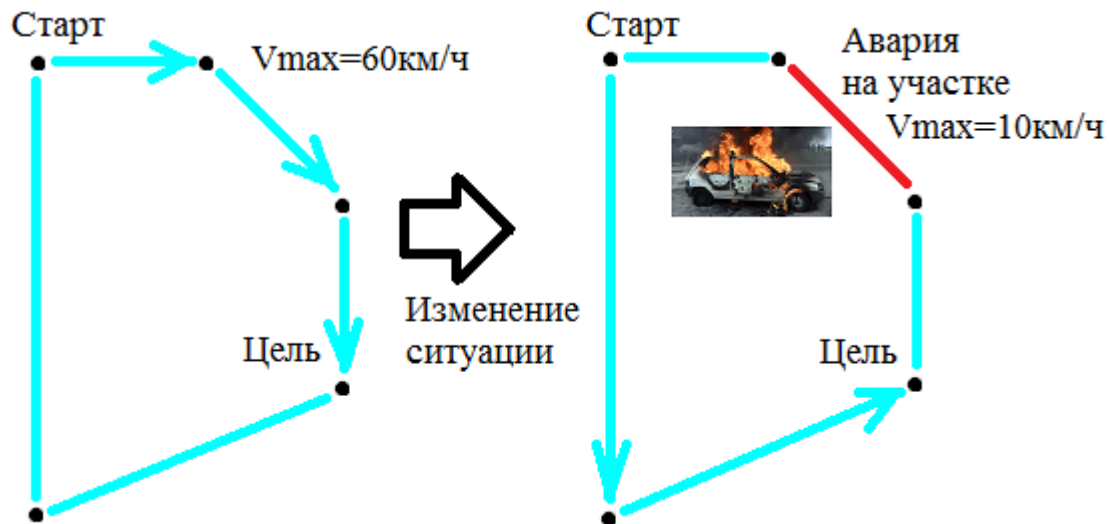 Старт
Vmax=60км/ч
Цель
Изменение
ситуации
Старт
Авария
на участке
Vmax=10км/ч
Цель